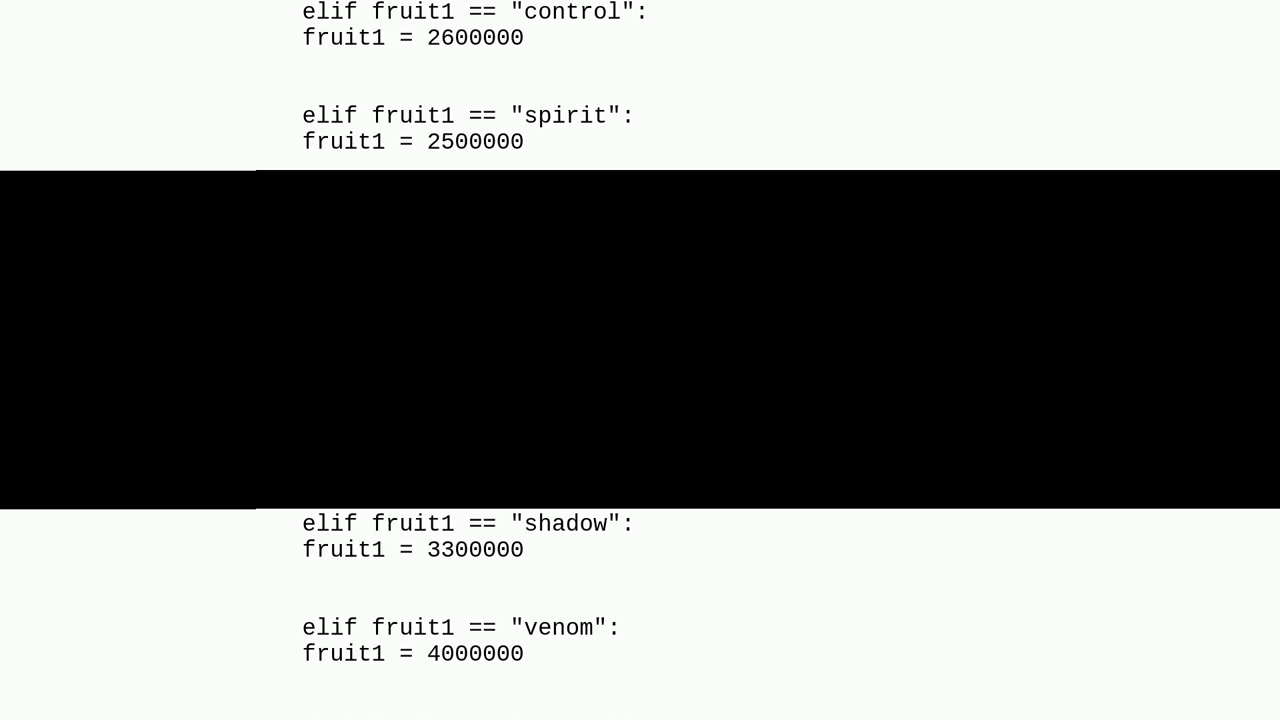 elif fruit1 == "control":
fruit1 = 2600000
elif fruit1 == "spirit":
fruit1 = 2500000
elif fruit1 == "shadow":
fruit1 = 3300000
elif fruit1 == "venom":
fruit1 = 4000000